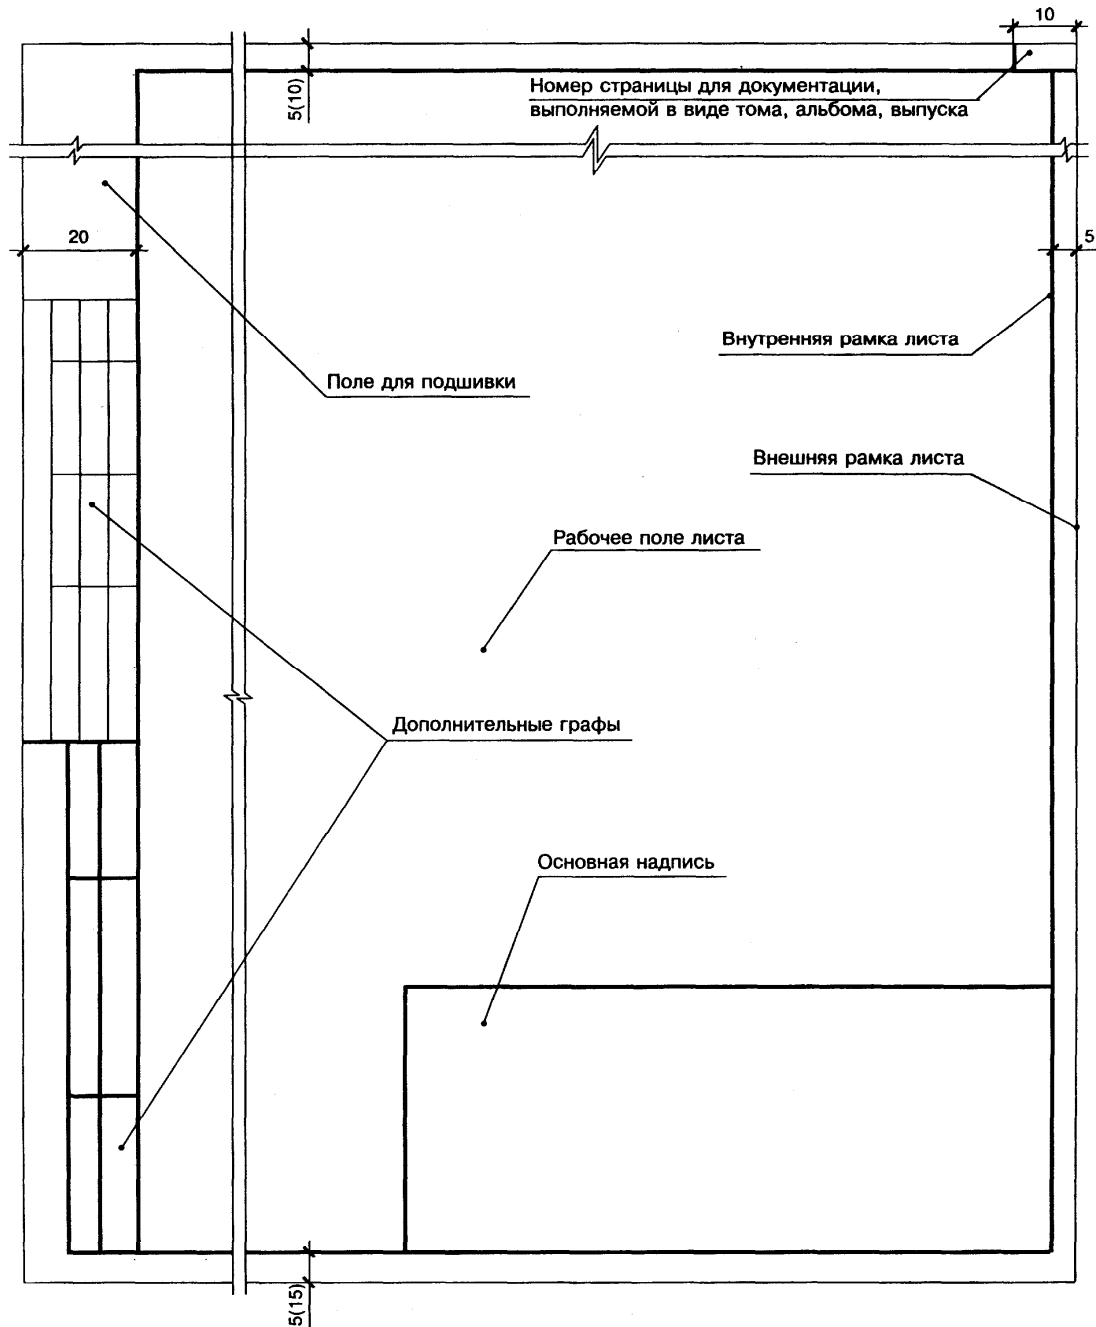 10
Номер страницы для документации,
выполняемой в виде тома, альбома, выпуска
5(10)
20
5
Внутренняя рамка листа
Поле для подшивки
Внешняя рамка листа
Рабочее поле листа
Дополнительные графы
Основная надпись
5(15)